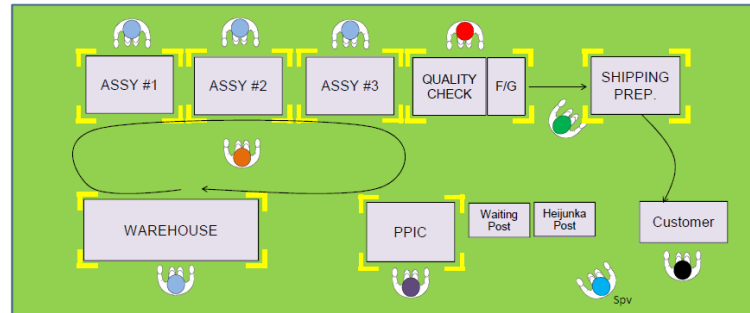 ASSY #1
ASSY #2
ASSY #3
QUALITY
CHECK
F/G
SHIPPING
PREP.
WAREHOUSE
PPIC
Waiting
Post
Heijunka
Post
Customer
Spv